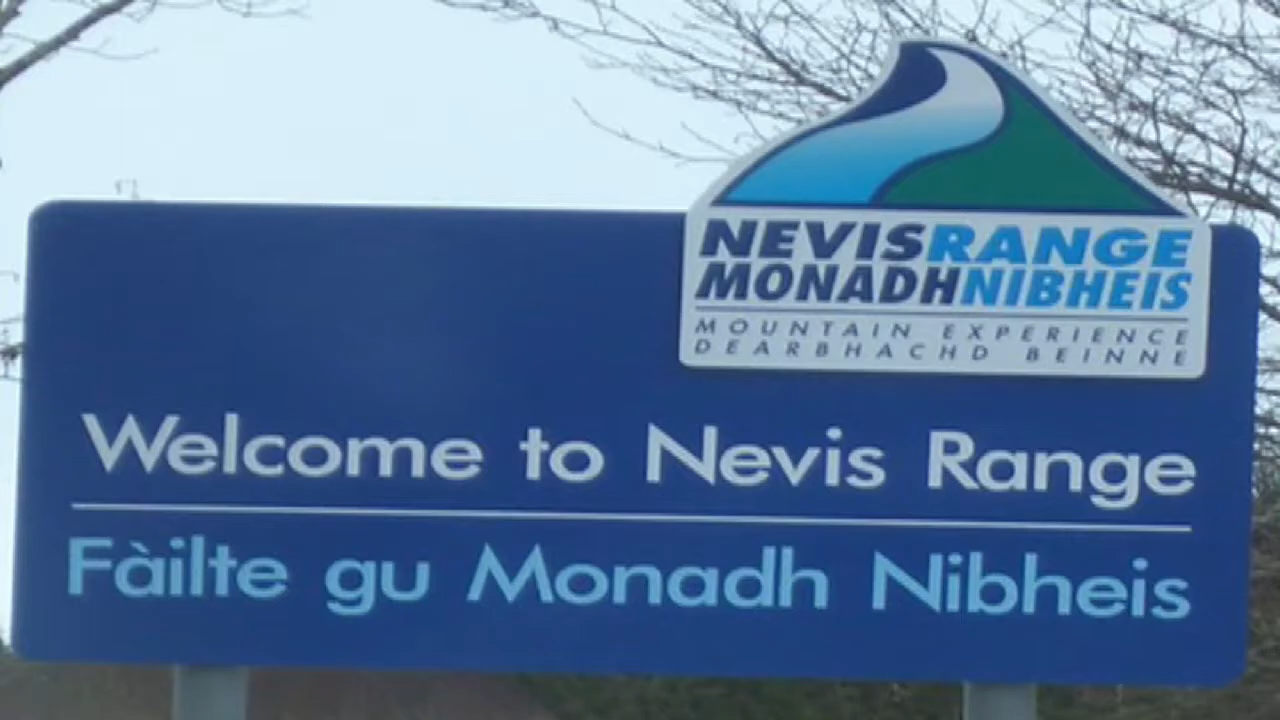 NEVISRANGE
MONADHNIBHEIS
MOUNTAIN EXPERIENCE
DEARBHACHD BEINNE
Welcome to Nevis Range
Fàilte gu Monadh Nibheis